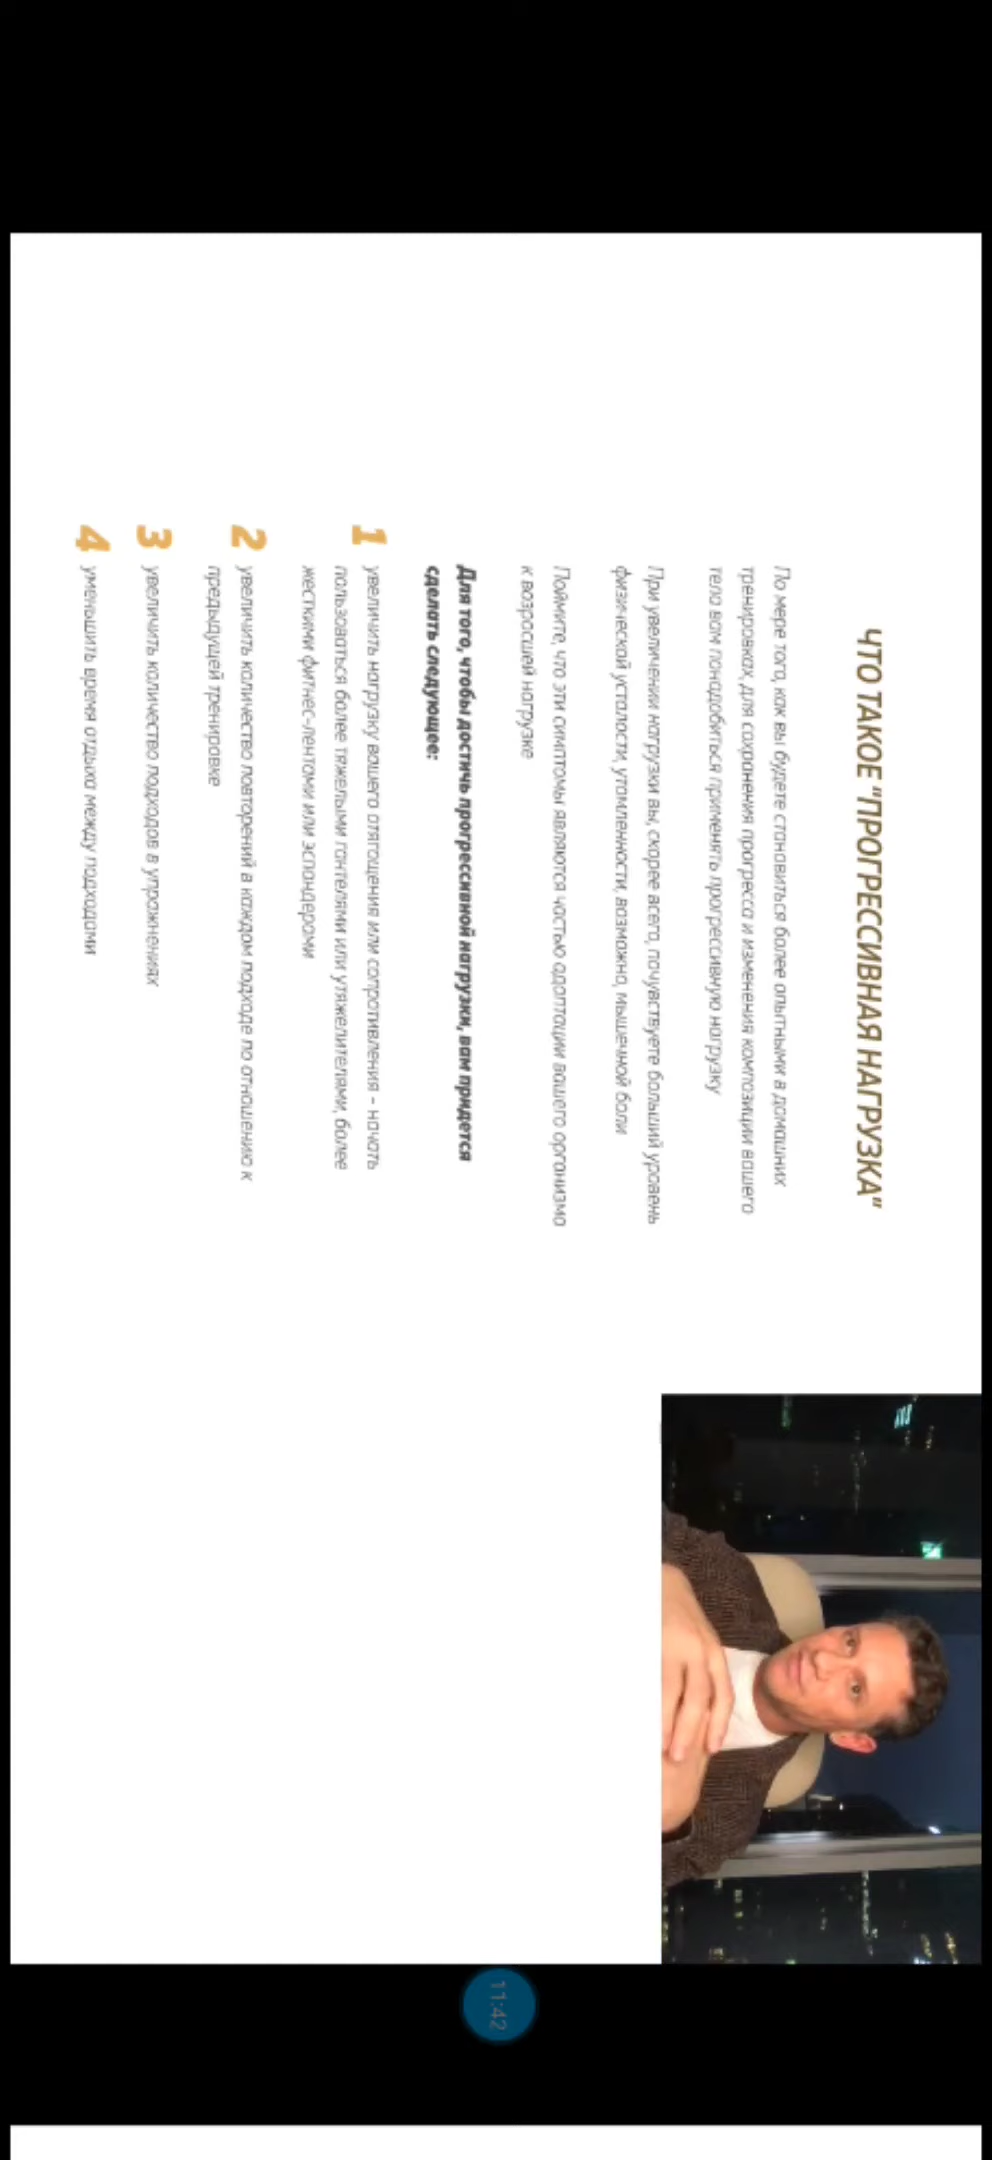 ЧТО ТАКОЕ "ПРОГРЕССИВНАЯ НАГРУЗКА"
По мере того, как вы будете становиться более опытными в домашних
тренировках, для сохранения прогресса и изменения композиции вашего
тела вам понадобиться применять прогрессивную нагрузку
При увеличении нагрузки вы, скорее всего, почувствуете больший уровень
физической усталости, утомленности, возможно, мышечной боли
Поймите, что эти симптомы являются частью адаптации вашего организма
к возросшей нагрузке
Для того, чтобы достичь прогрессивной нагрузки, вам придется
сделать следующее:
1 увеличить нагрузку вашего отягощения или сопротивления – начать
пользоваться более тяжелыми гантелями или утяжелителями, более
жесткими фитнес-лентами или эспандерами
2 увеличить количество повторений в каждом подходе по отношению к
предыдущей тренировке
3 увеличить количество подходов в упражнениях
4 уменьшить время отдыха между подходами
11:42